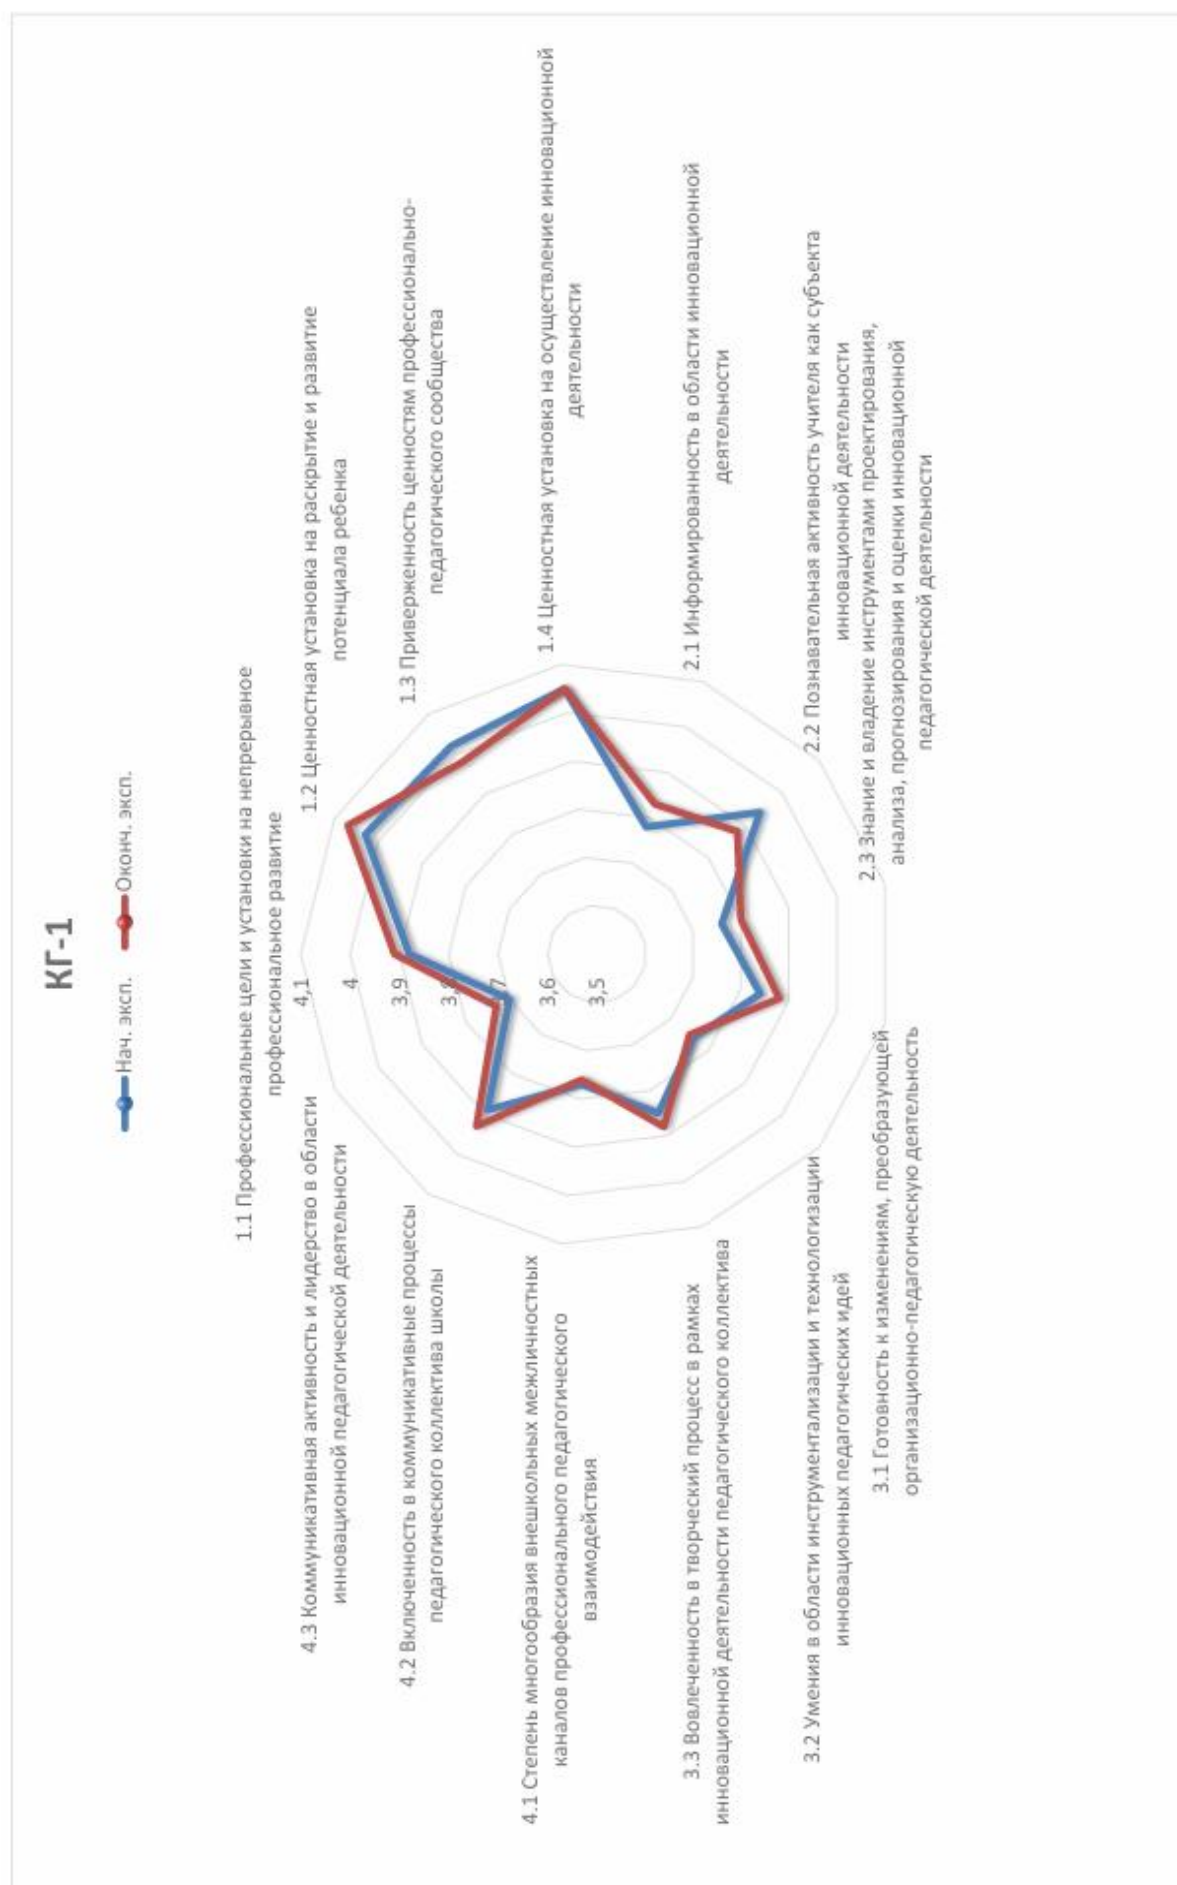 КГ-1
Нач. эксп.
Оконч. эксп.
1.1 Профессиональные цели и установки на непрерывное
профессиональное развитие
1.2 Ценностная установка на раскрытие и развитие
потенциала ребенка
1.3 Приверженность ценностям профессионально-
педагогического сообщества
1.4 Ценностная установка на осуществление инновационной
деятельности
2.1 Информированность в области инновационной
деятельности
2.2 Познавательная активность учителя как субъекта
инновационной деятельности
2.3 Знание и владение инструментами проектирования,
анализа, прогнозирования и оценки инновационной
педагогической деятельности
3.1 Готовность к изменениям, преобразующей
организационно-педагогическую деятельность
3.2 Умения в области инструментализации и технологизации
инновационных педагогических идей
3.3 Вовлеченность в творческий процесс в рамках
инновационной деятельности педагогического коллектива
4.1 Степень многообразия внешкольных межличностных
каналов профессионального педагогического
взаимодействия
4.2 Включенность в коммуникативные процессы
педагогического коллектива школы
4.3 Коммуникативная активность и лидерство в области
инновационной педагогической деятельности
4,1
4
3,9
3,6
3,5